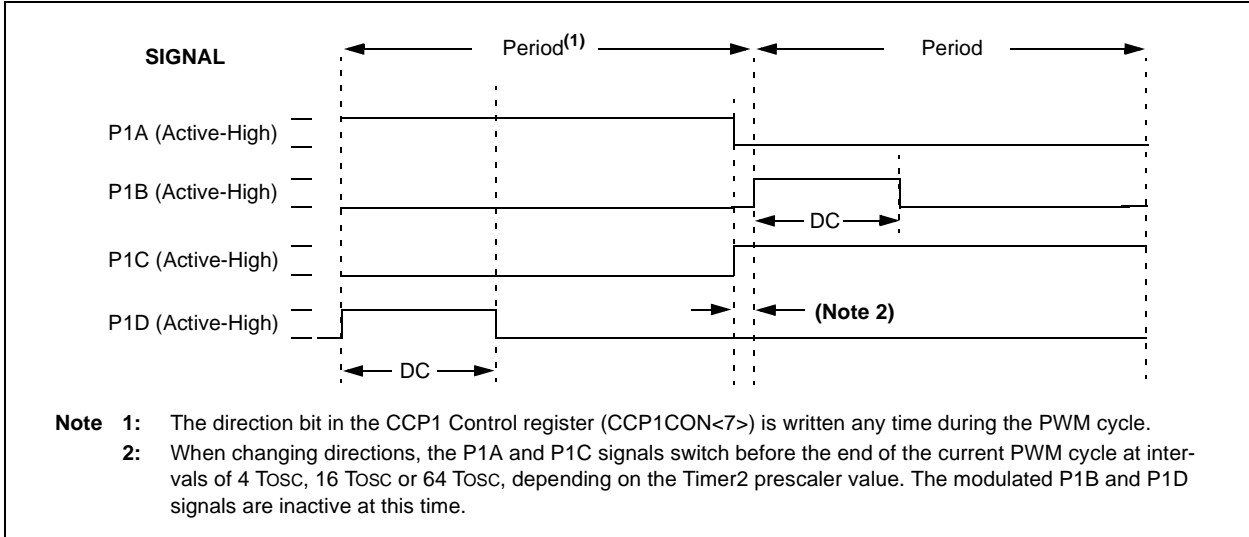 SIGNAL
Period(1)
Period
P1A (Active-High)
P1B (Active-High)
DC
P1C (Active-High)
P1D (Active-High)
(Note 2)
DC
Note 1: The direction bit in the CCP1 Control register (CCP1CON<7>) is written any time during the PWM cycle.
2: When changing directions, the P1A and P1C signals switch before the end of the current PWM cycle at inter-
vals of 4 TOSC, 16 TOSC or 64 TOSC, depending on the Timer2 prescaler value. The modulated P1B and P1D
signals are inactive at this time.